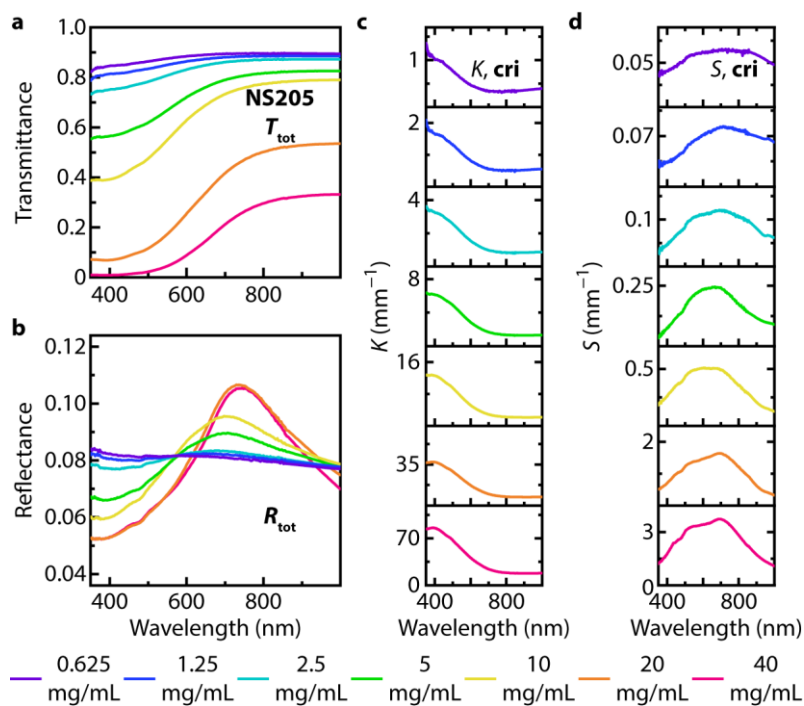 a
1.0
0.8
0.6
0.4
0.2
0
Transmittance
NS205
T tot
400 600 800
b
0.12
0.10
0.08
0.06
0.04
Reflectance
R tot
400 600 800
Wavelength (nm)
c
K, cri
1
2
4
8
16
35
70
0
K (mm⁻¹)
400 800
Wavelength (nm)
d
S, cri
0.05
0.07
0.1
0.25
0.5
2
3
0
S (mm⁻¹)
400 800
Wavelength (nm)
0.625 1.25 2.5 5 10 20 40
mg/mL mg/mL mg/mL mg/mL mg/mL mg/mL mg/mL